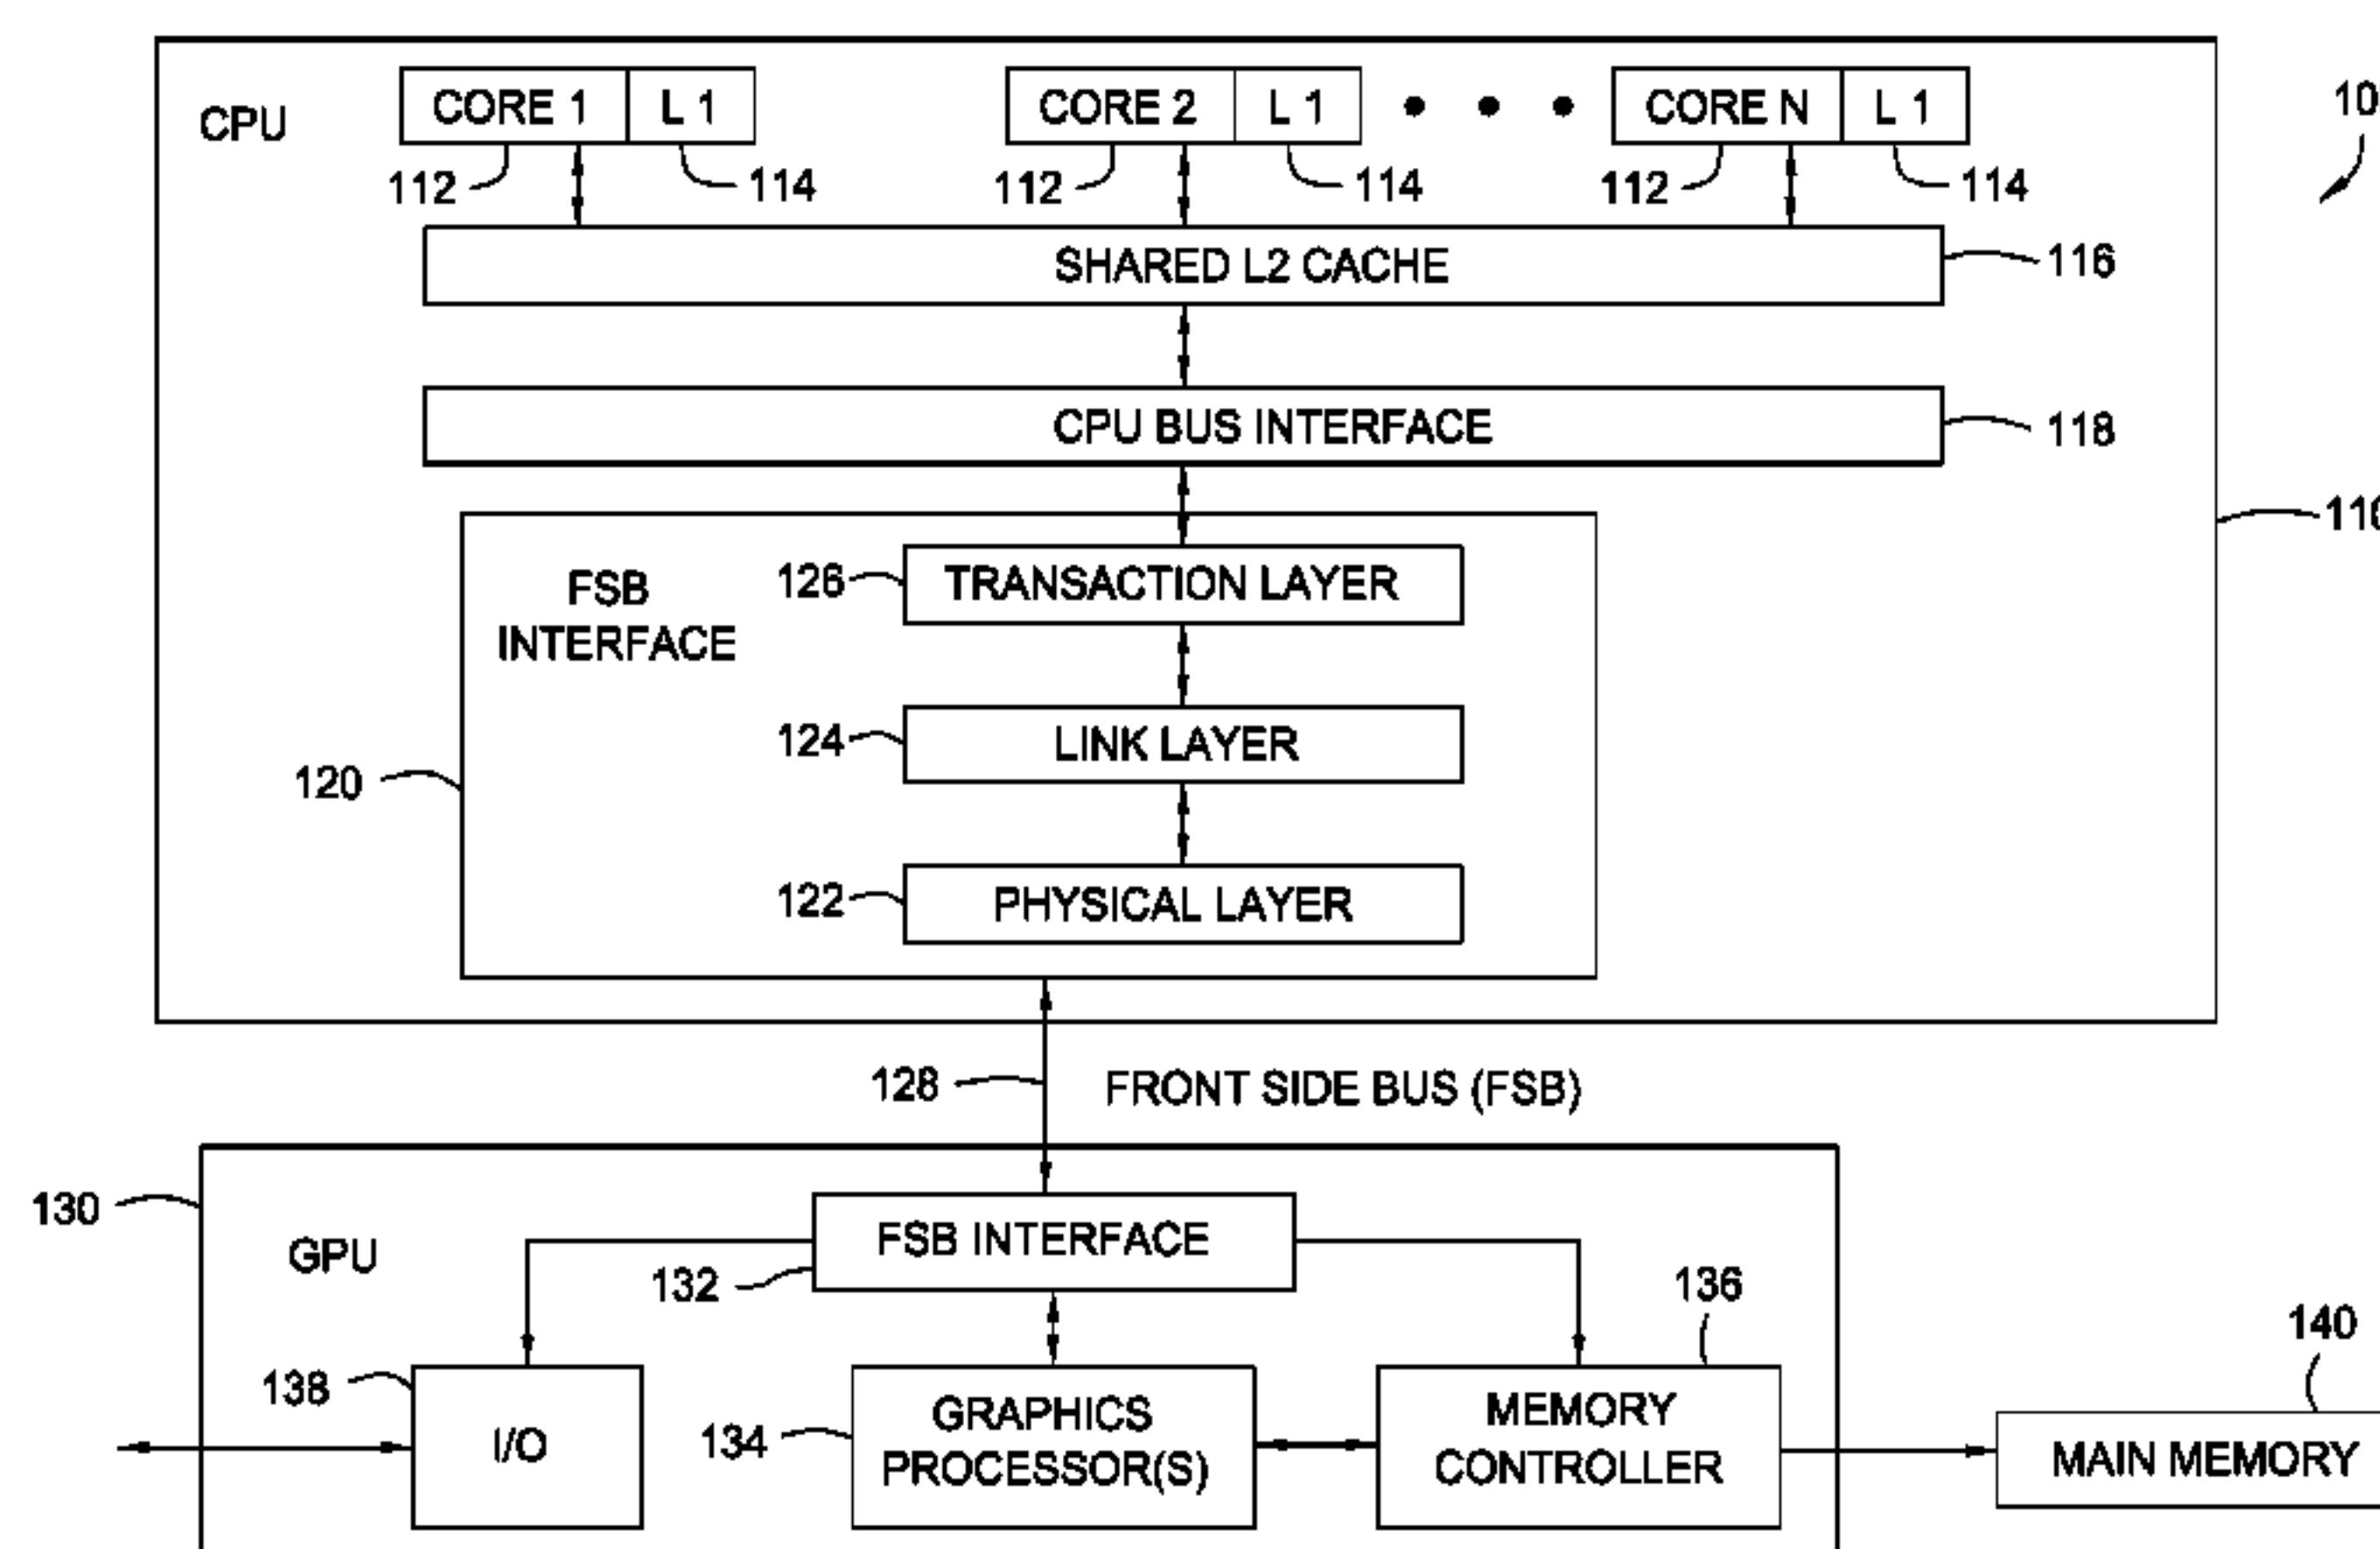 CPU
CORE 1 L 1
CORE 2 L 1
CORE N L 1
10
112 114 112 114 112 114
SHARED L2 CACHE
116
CPU BUS INTERFACE
118
110
FSB
INTERFACE
126
TRANSACTION LAYER
124
LINK LAYER
120
122
PHYSICAL LAYER
128
FRONT SIDE BUS (FSB)
130
GPU
FSB INTERFACE
132
136
140
138
I/O
134
GRAPHICS
PROCESSOR(S)
MEMORY
CONTROLLER
MAIN MEMORY